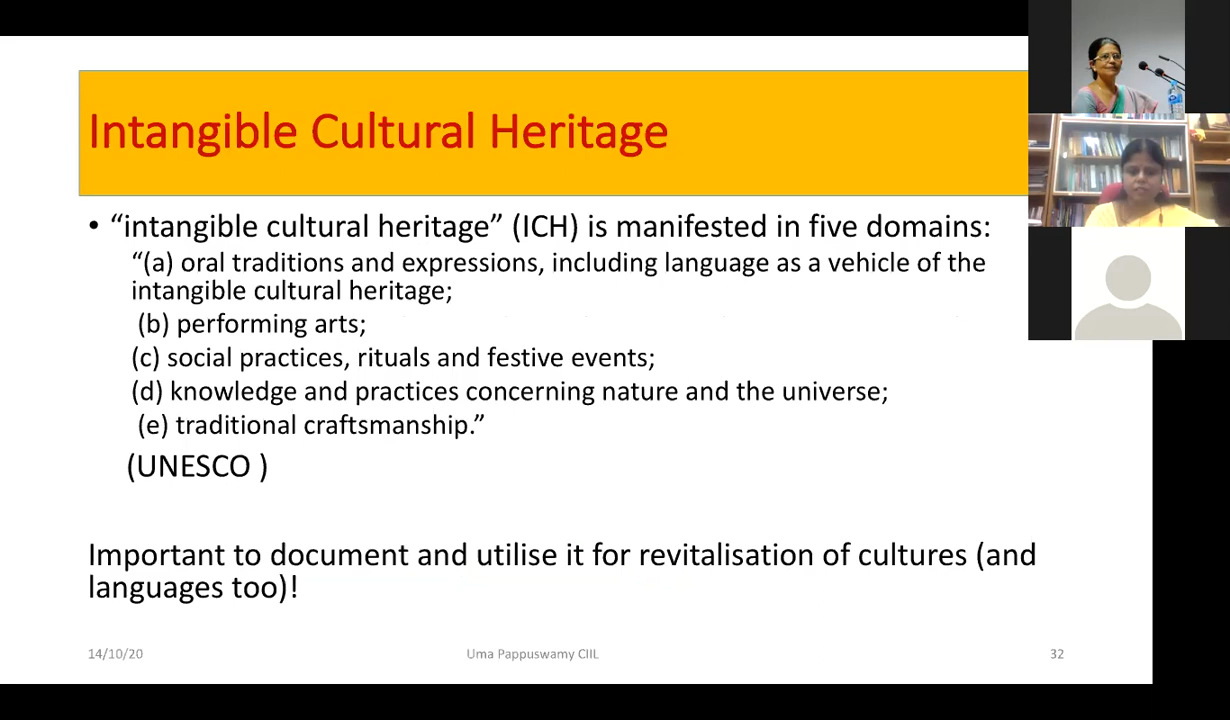 Intangible Cultural Heritage
• “intangible cultural heritage” (ICH) is manifested in five domains:
“(a) oral traditions and expressions, including language as a vehicle of the
intangible cultural heritage;
(b) performing arts;
(c) social practices, rituals and festive events;
(d) knowledge and practices concerning nature and the universe;
(e) traditional craftsmanship.”
(UNESCO )
Important to document and utilise it for revitalisation of cultures (and
languages too)!
14/10/20 Uma Pappuswamy CIIL 32